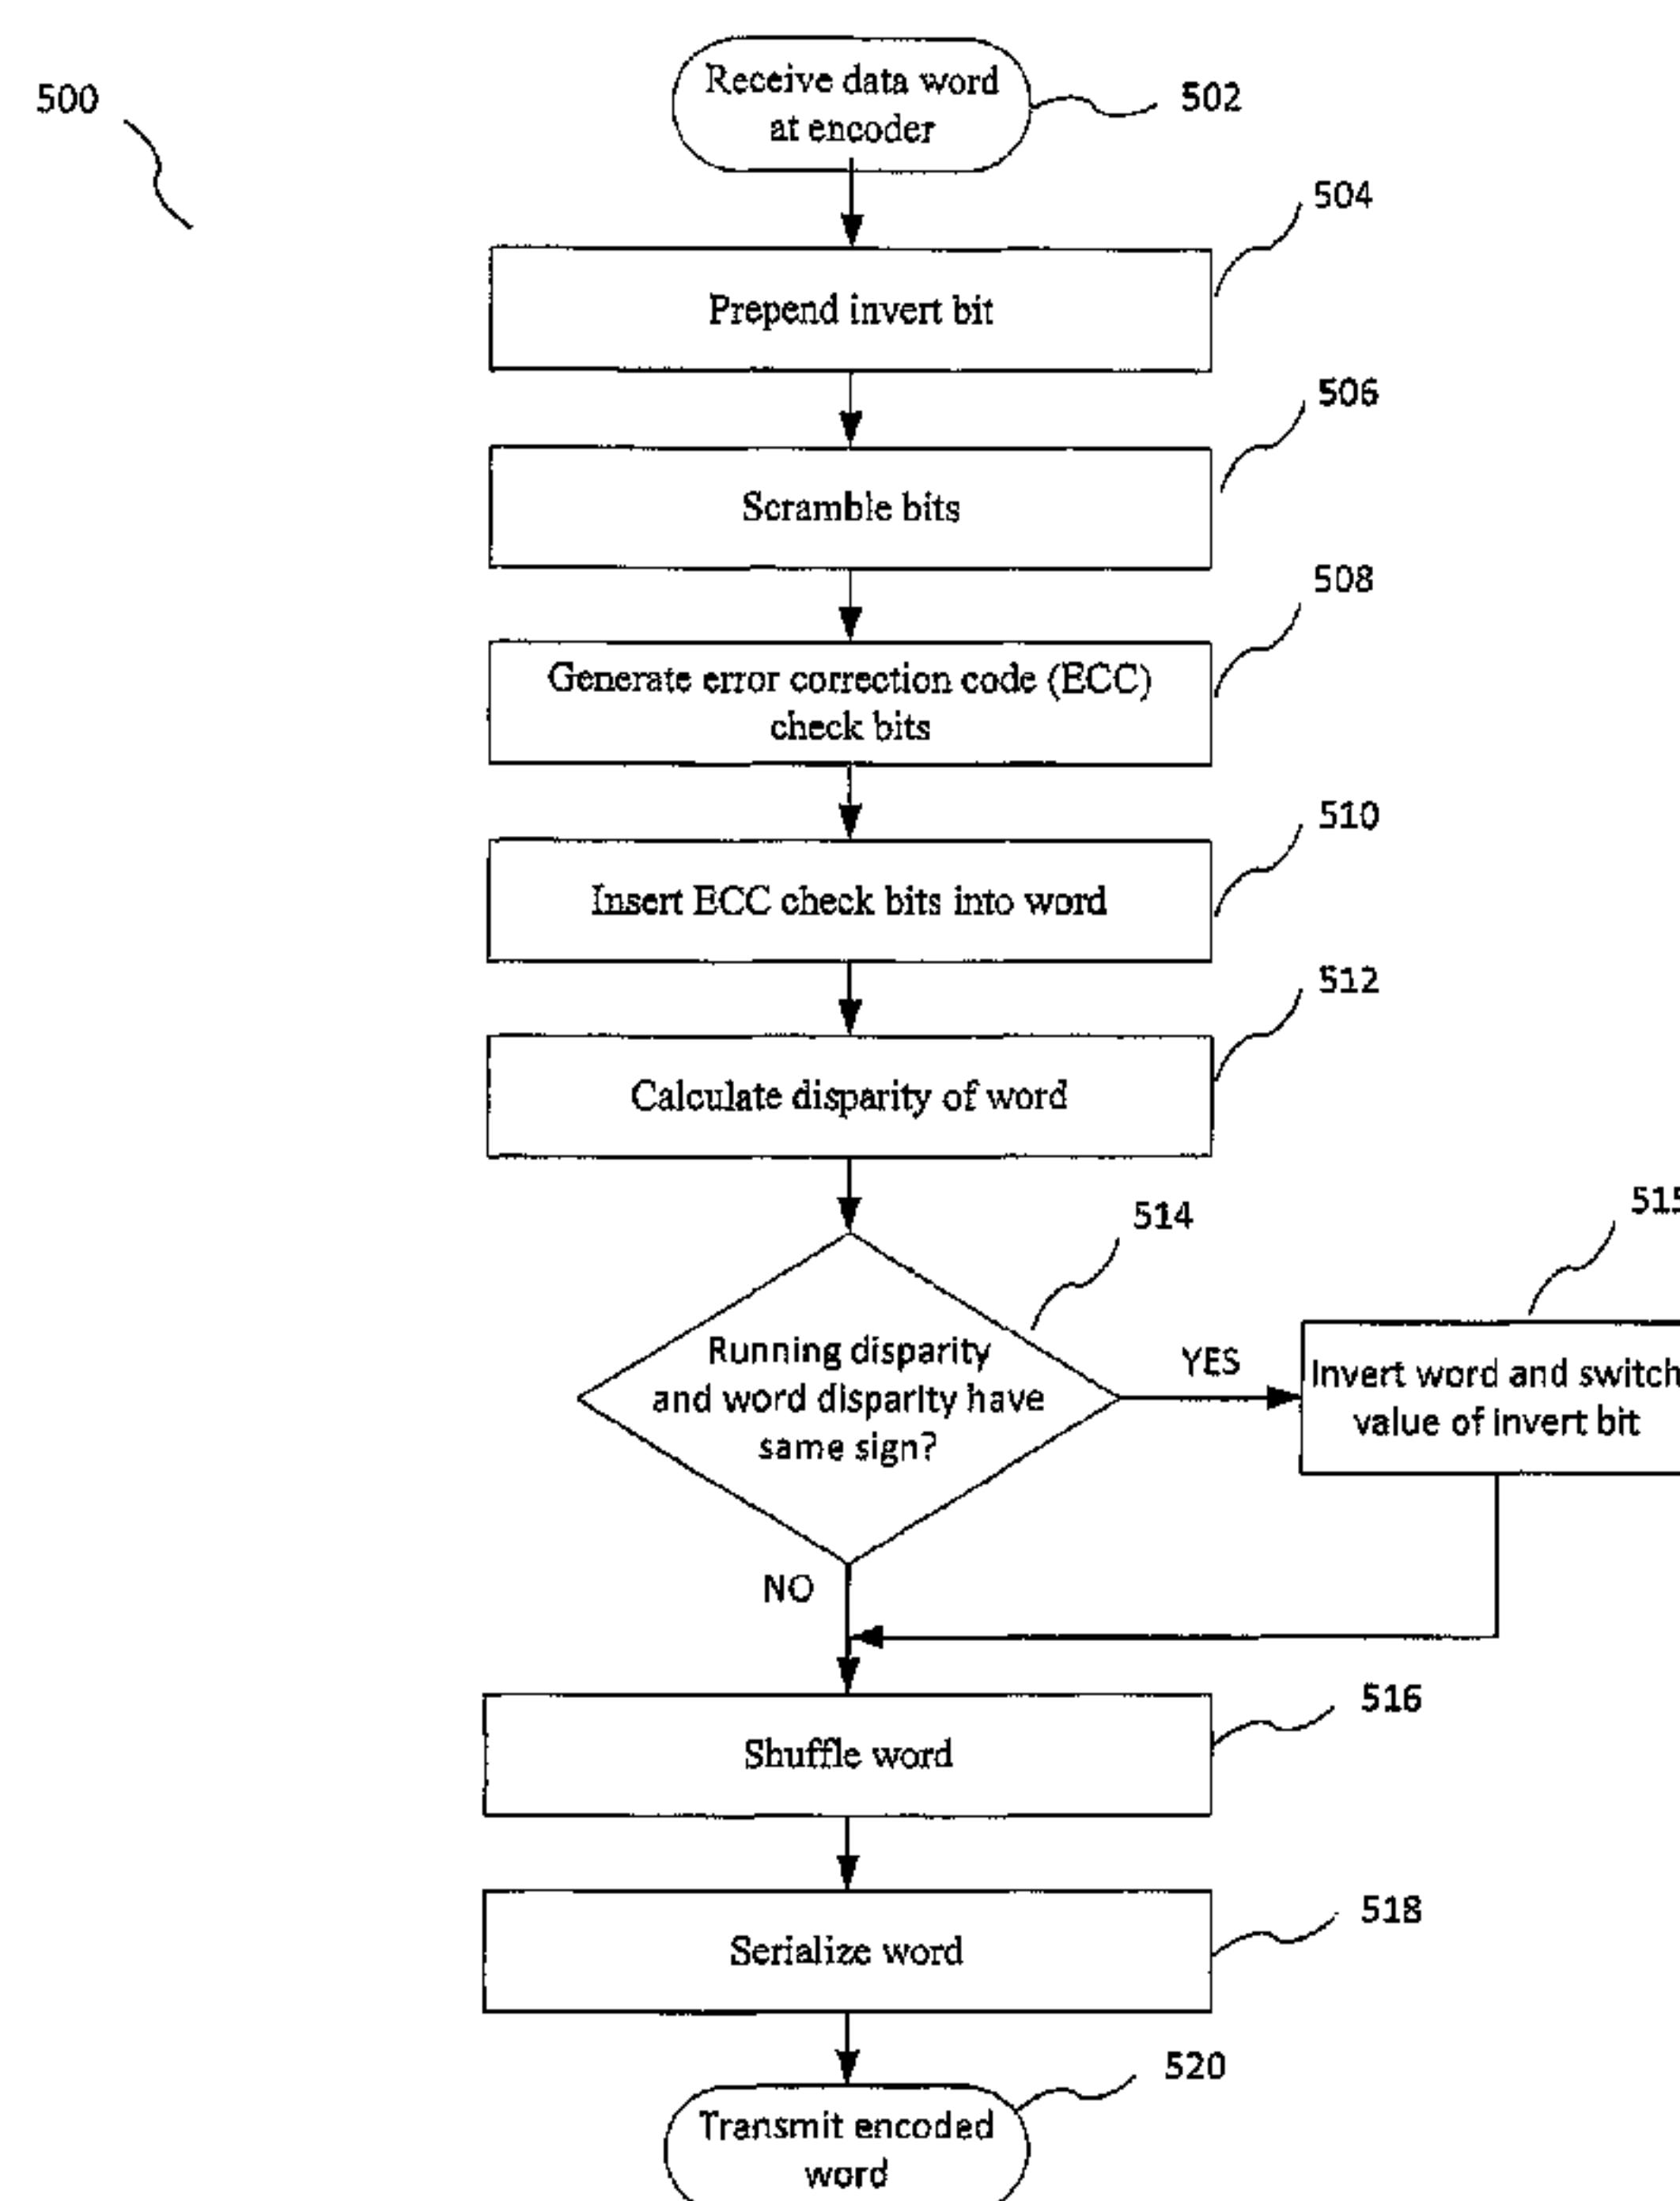 500
Receive data word
at encoder
502
504
Prepend invert bit
506
Scramble bits
508
Generate error correction code (ECC)
check bits
510
Insert ECC check bits into word
512
Calculate disparity of word
514
515
Running disparity
and word disparity have
same sign?
YES
Invert word and switch
value of invert bit
NO
516
Shuffle word
518
Serialize word
520
Transmit encoded
word